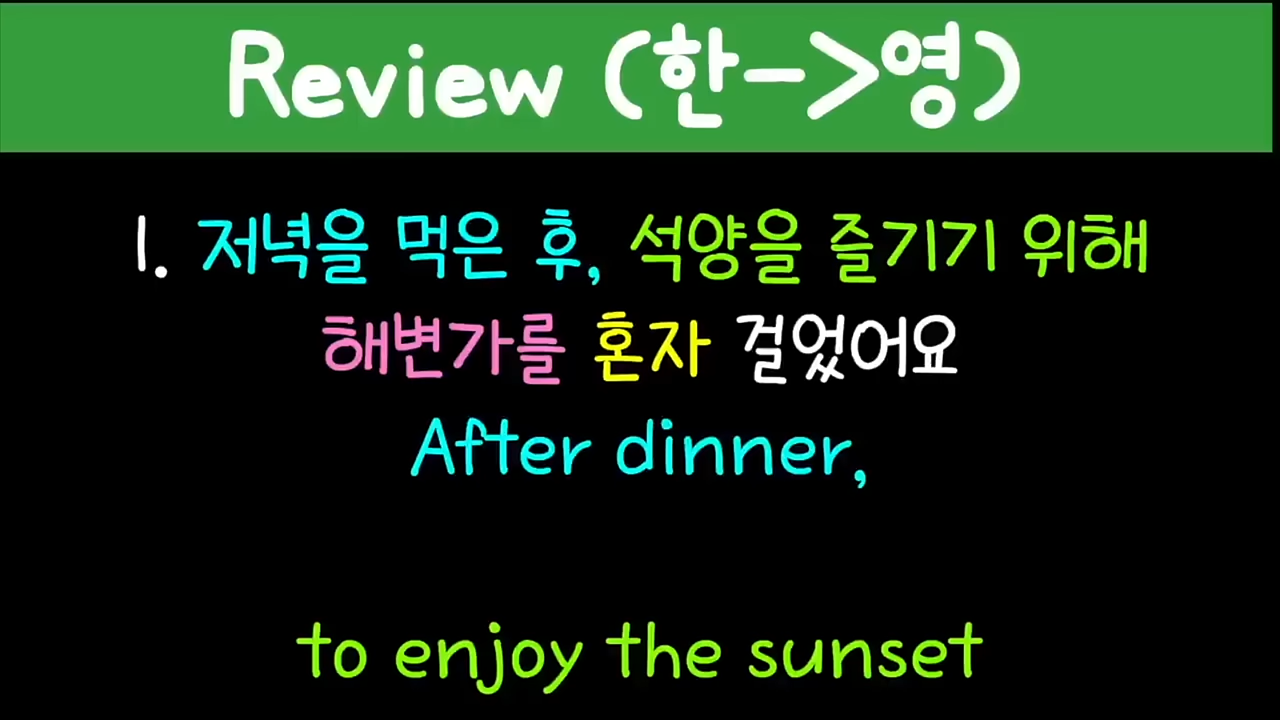 Review (한->영)
1. 저녁을 먹은 후, 석양을 즐기기 위해
해변가를 혼자 걸었어요
After dinner,
to enjoy the sunset